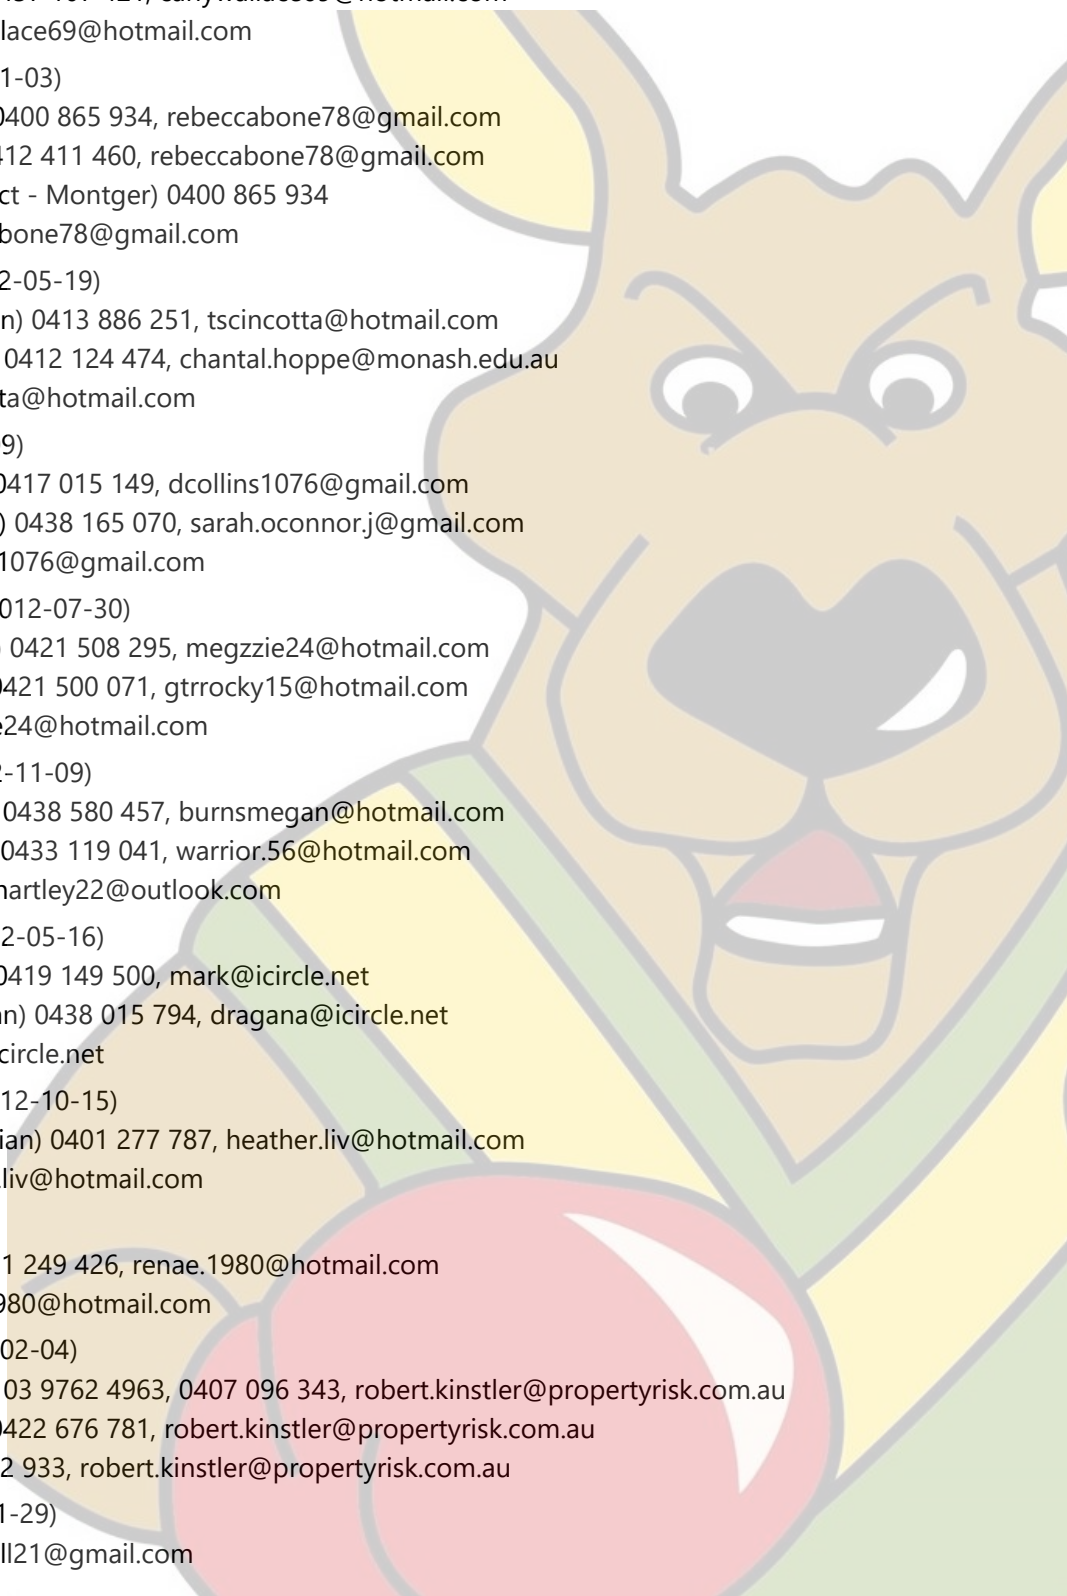 lace69@hotmail.com
1-03)
0400 865 934, rebeccabone78@gmail.com
412 411 460, rebeccabone78@gmail.com
ct - Montger) 0400 865 934
bone78@gmail.com
2-05-19)
n) 0413 886 251, tscincotta@hotmail.com
0412 124 474, chantal.hoppe@monash.edu.au
ta@hotmail.com
9)
0417 015 149, dcollins1076@gmail.com
) 0438 165 070, sarah.oconnor.j@gmail.com
1076@gmail.com
012-07-30)
) 0421 508 295, megzzie24@hotmail.com
0421 500 071, gtrrocky15@hotmail.com
e24@hotmail.com
2-11-09)
0438 580 457, burnsmegan@hotmail.com
0433 119 041, warrior.56@hotmail.com
hartley22@outlook.com
2-05-16)
0419 149 500, mark@icircle.net
an) 0438 015 794, dragana@icircle.net
circle.net
12-10-15)
ian) 0401 277 787, heather.liv@hotmail.com
.liv@hotmail.com
1 249 426, renae.1980@hotmail.com
980@hotmail.com
02-04)
03 9762 4963, 0407 096 343, robert.kinstler@propertyrisk.com.au
0422 676 781, robert.kinstler@propertyrisk.com.au
2 933, robert.kinstler@propertyrisk.com.au
1-29)
ll21@gmail.com